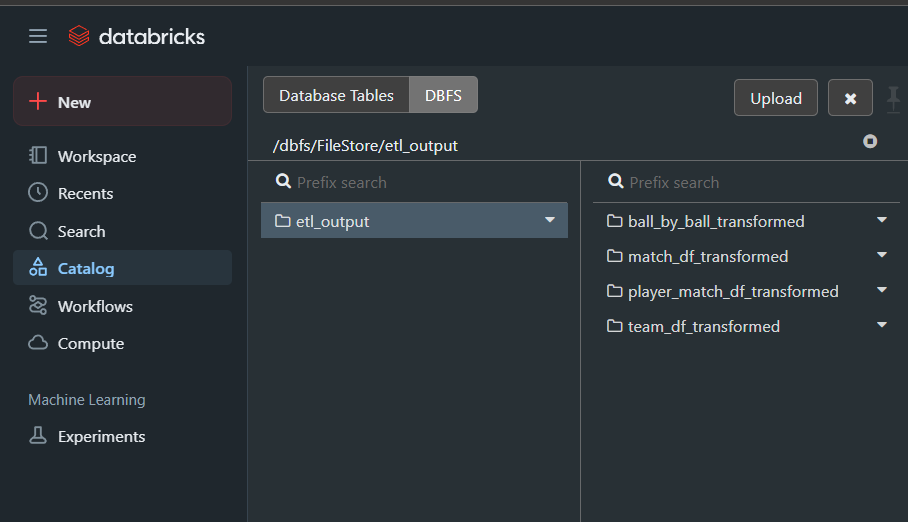 databricks
New
Workspace
Recents
Search
Catalog
Workflows
Compute
Machine Learning
Experiments
Database Tables DBFS
Upload
/dbfs/FileStore/etl_output
Prefix search
etl_output
Prefix search
ball_by_ball_transformed
match_df_transformed
player_match_df_transformed
team_df_transformed